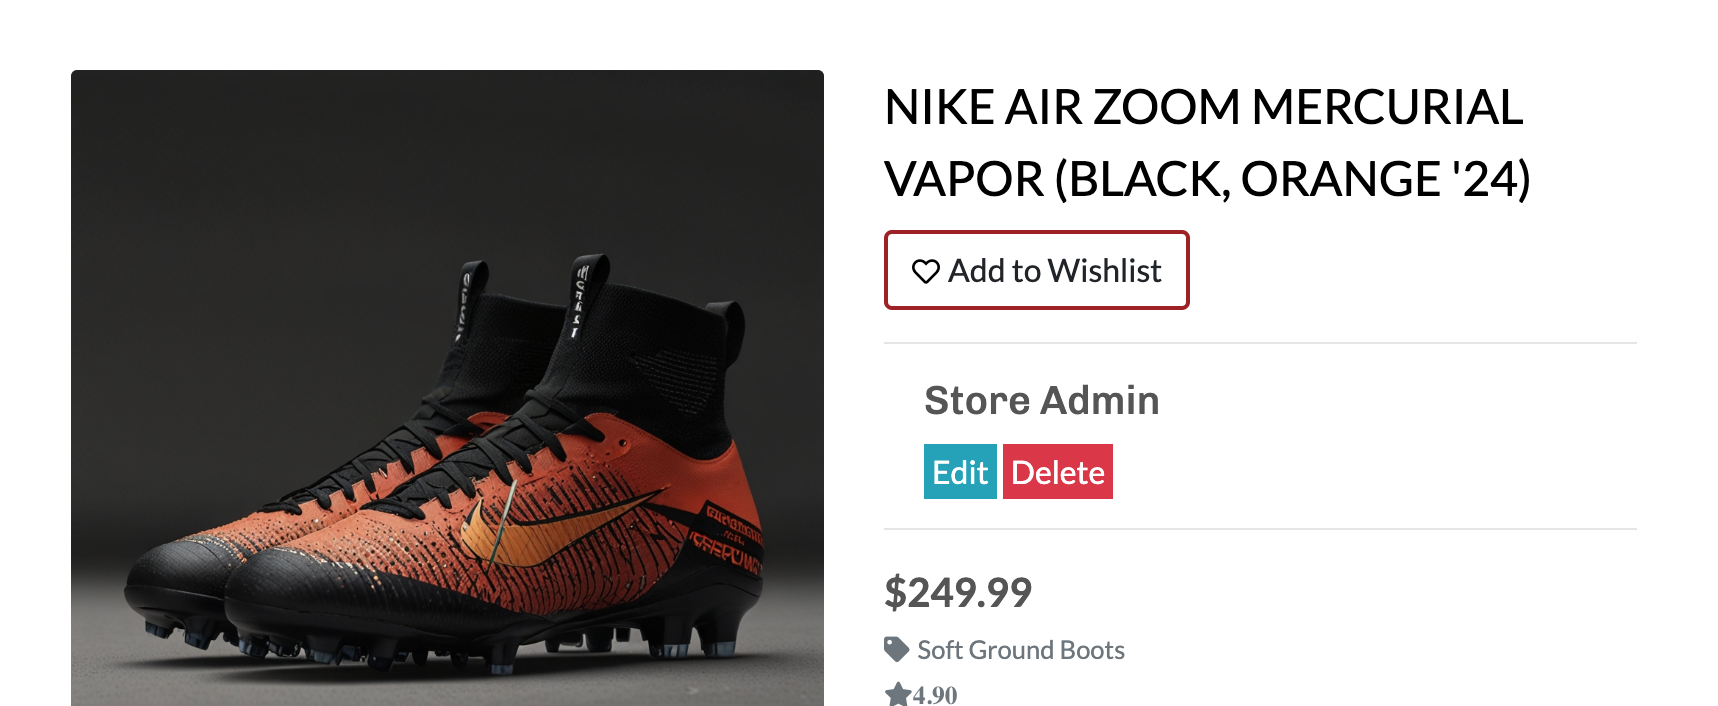 NIKE AIR ZOOM MERCURIAL
VAPOR (BLACK, ORANGE '24)
Add to Wishlist
Store Admin
Edit Delete
$249.99
Soft Ground Boots
4.90